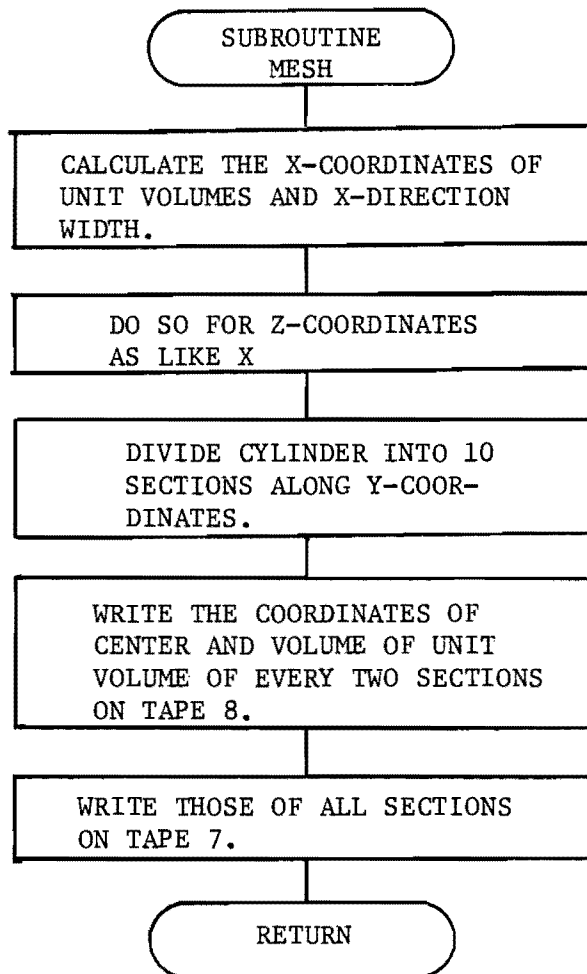 SUBROUTINE
MESH
CALCULATE THE X-COORDINATES OF
UNIT VOLUMES AND X-DIRECTION
WIDTH.
DO SO FOR Z-COORDINATES
AS LIKE X
DIVIDE CYLINDER INTO 10
SECTIONS ALONG Y-COOR-
DINATES.
WRITE THE COORDINATES OF
CENTER AND VOLUME OF UNIT
VOLUME OF EVERY TWO SECTIONS
ON TAPE 8.
WRITE THOSE OF ALL SECTIONS
ON TAPE 7.
RETURN